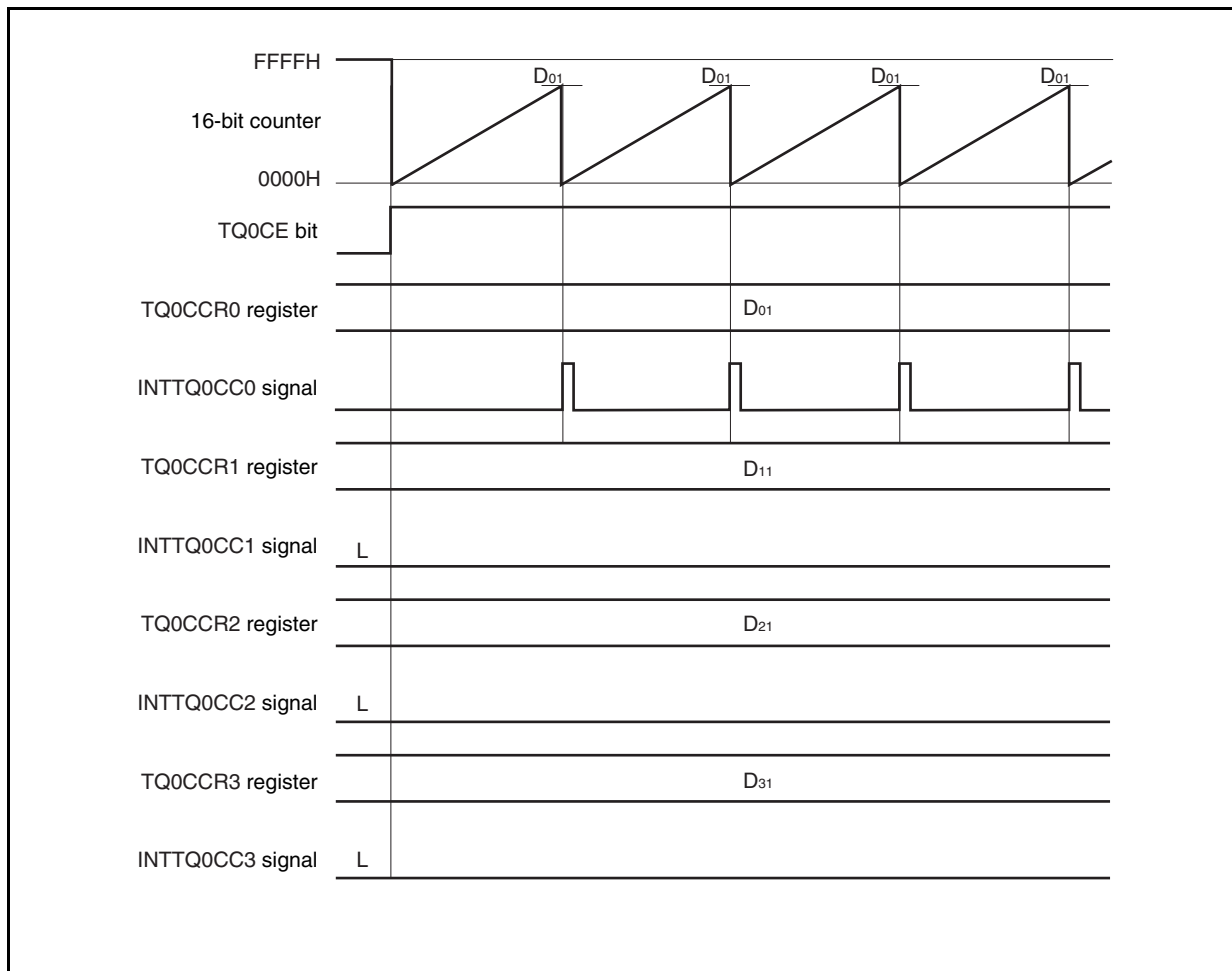 FFFFH
D01 D01 D01 D01
16-bit counter
0000H
TQ0CE bit
TQ0CCR0 register D01
INTTQ0CC0 signal
TQ0CCR1 register D11
INTTQ0CC1 signal L
TQ0CCR2 register D21
INTTQ0CC2 signal L
TQ0CCR3 register D31
INTTQ0CC3 signal L